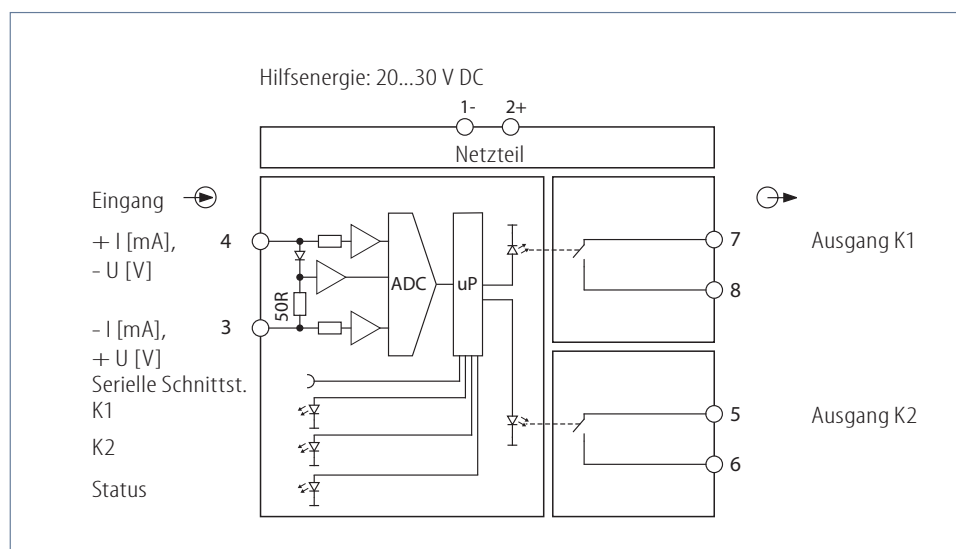 Hilfsenergie: 20...30 V DC
1- 2+
Netzteil
Eingang
+ I [mA], 4
- U [V]
50R
ADC
uP
- I [mA], 3
+ U [V]
Serielle Schnittst.
K1
K2
Status
7 Ausgang K1
8
5 Ausgang K2
6